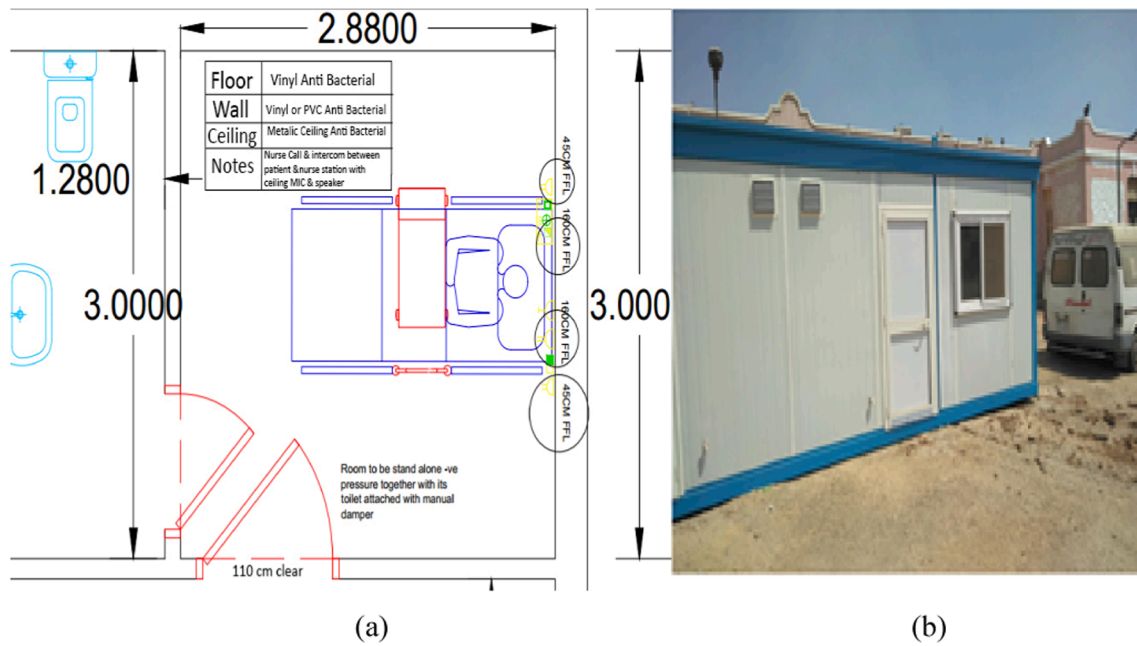 2.8800
Floor Vinyl Anti Bacterial
Wall Vinyl or PVC Anti Bacterial
Ceiling Metalic Ceiling Anti Bacterial
Notes Nurse Call & intercom between
patient &nurse station with
ceiling MIC & speaker
1.2800
3.0000
45CM FFL
160CM FFL
160CM FFL
45CM FFL
3.000
Room to be stand alone -ve
pressure together with its
toilet attached with manual
damper
110 cm clear
(a)
(b)